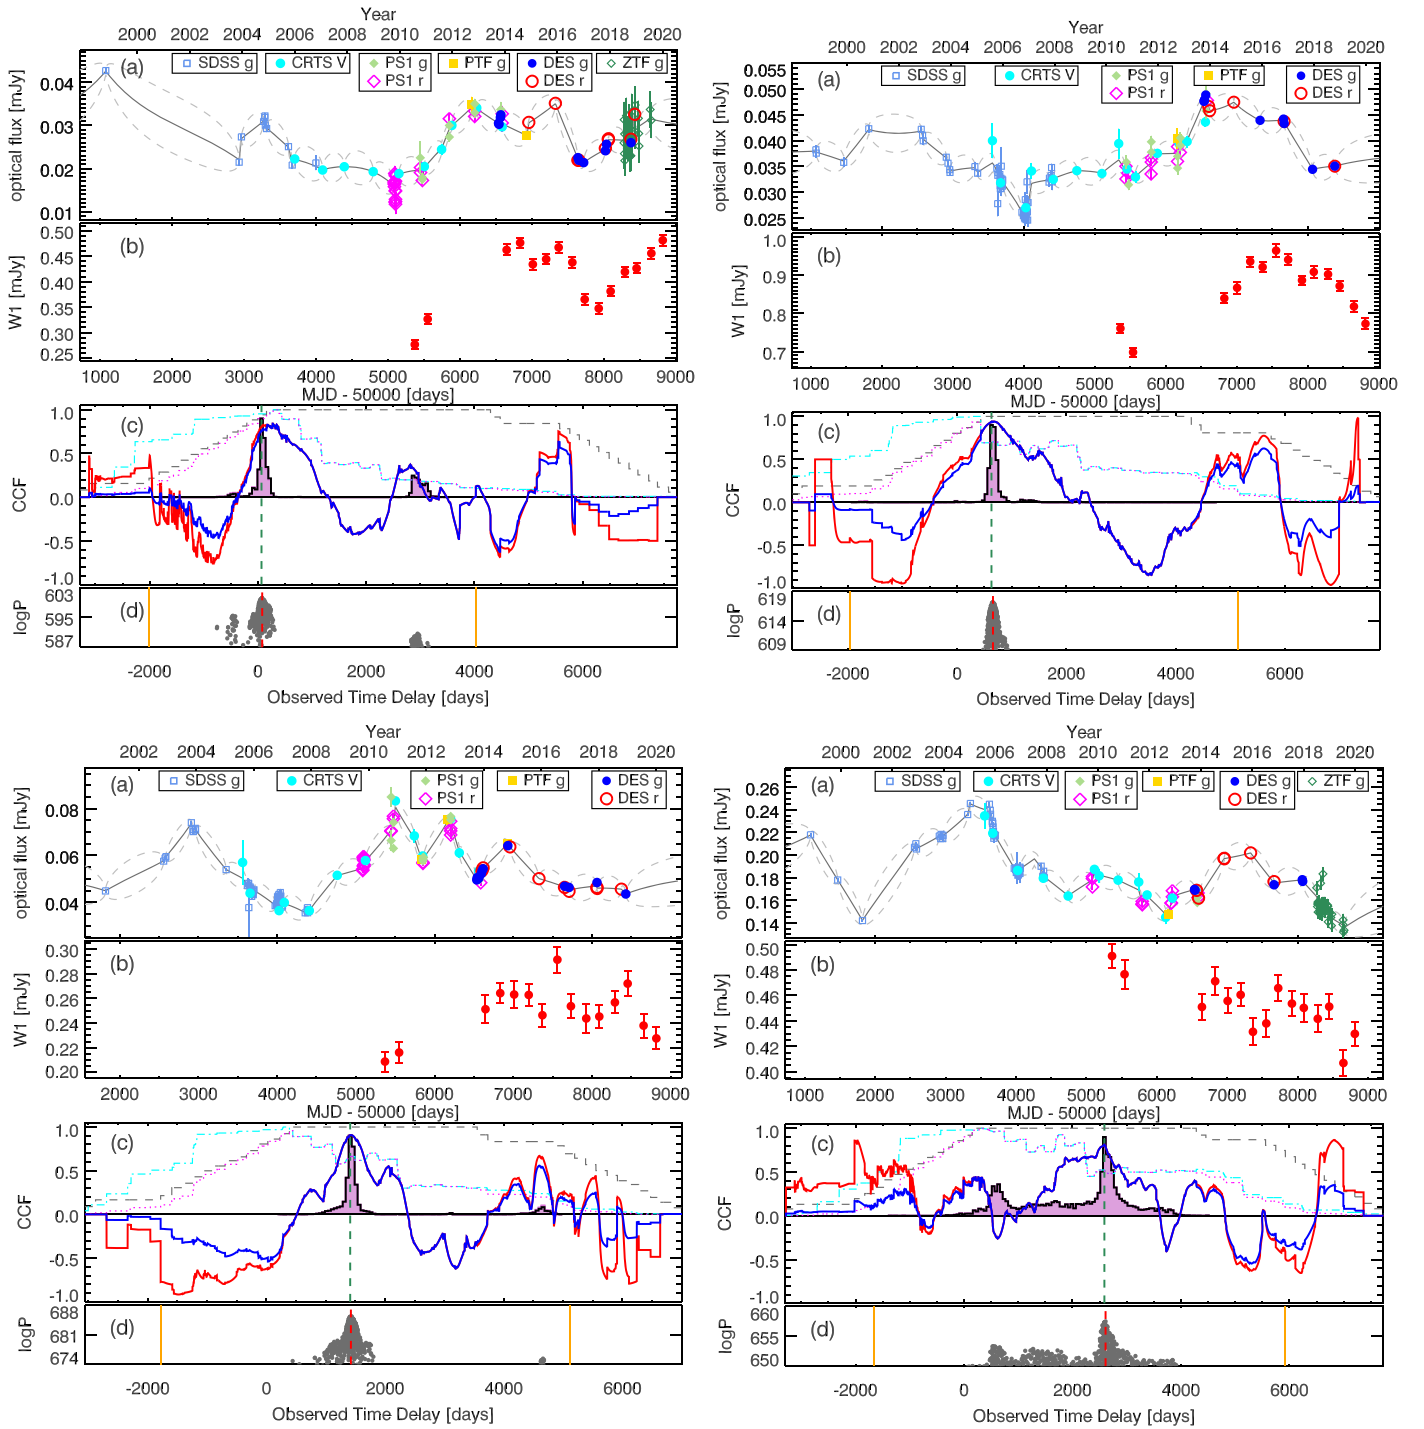 Year
2000 2002 2004 2006 2008 2010 2012 2014 2016 2018 2020
(a) SDSS g CRTS V PS1 g PTF g DES g ZTF g
PS1 r DES r
optical flux [mJy]
0.04
0.03
0.02
0.01
(b)
W1 [mJy]
0.50
0.45
0.40
0.35
0.30
0.25
1000 2000 3000 4000 5000 6000 7000 8000 9000
MJD - 50000 [days]
(c)
CCF
1.0
0.5
0.0
-0.5
-1.0
(d)
logP
603
595
587
-2000 0 2000 4000 6000
Observed Time Delay [days]
Year
2000 2002 2004 2006 2008 2010 2012 2014 2016 2018 2020
(a) SDSS g CRTS V PS1 g PTF g DES g
PS1 r DES r
optical flux [mJy]
0.055
0.050
0.045
0.040
0.035
0.030
0.025
(b)
W1 [mJy]
1.0
0.9
0.8
0.7
1000 2000 3000 4000 5000 6000 7000 8000 9000
MJD - 50000 [days]
(c)
CCF
1.0
0.5
0.0
-0.5
-1.0
(d)
logP
619
614
609
-2000 0 2000 4000 6000
Observed Time Delay [days]
Year
2002 2004 2006 2008 2010 2012 2014 2016 2018 2020
(a) SDSS g CRTS V PS1 g PTF g DES g
PS1 r DES r
optical flux [mJy]
0.08
0.06
0.04
(b)
W1 [mJy]
0.30
0.28
0.26
0.24
0.22
0.20
2000 3000 4000 5000 6000 7000 8000 9000
MJD - 50000 [days]
(c)
CCF
1.0
0.5
0.0
-0.5
-1.0
(d)
logP
688
681
674
-2000 0 2000 4000 6000
Observed Time Delay [days]
Year
2000 2002 2004 2006 2008 2010 2012 2014 2016 2018 2020
(a) SDSS g CRTS V PS1 g PTF g DES g ZTF g
PS1 r DES r
optical flux [mJy]
0.26
0.24
0.22
0.20
0.18
0.16
0.14
(b)
W1 [mJy]
0.50
0.48
0.46
0.44
0.42
0.40
1000 2000 3000 4000 5000 6000 7000 8000 9000
MJD - 50000 [days]
(c)
CCF
1.0
0.5
0.0
-0.5
-1.0
(d)
logP
660
655
650
-2000 0 2000 4000 6000
Observed Time Delay [days]